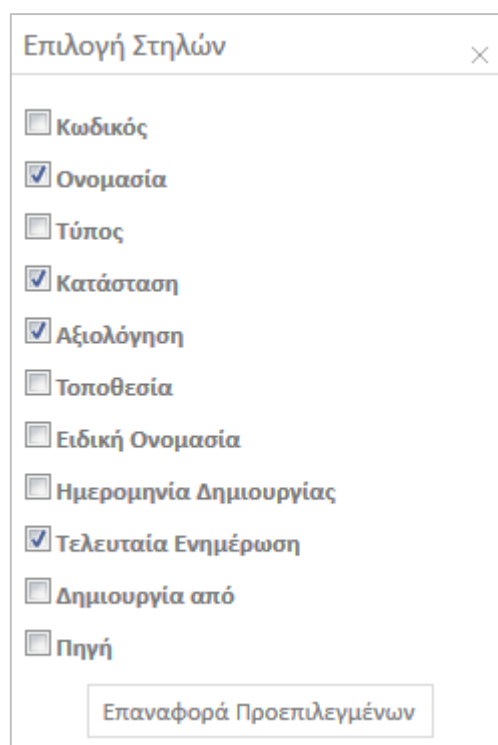 Επιλογή Στηλών
Κωδικός
Ονομασία
Τύπος
Κατάσταση
Αξιολόγηση
Τοποθεσία
Ειδική Ονομασία
Ημερομηνία Δημιουργίας
Τελευταία Ενημέρωση
Δημιουργία από
Πηγή
Επαναφορά Προεπιλεγμένων